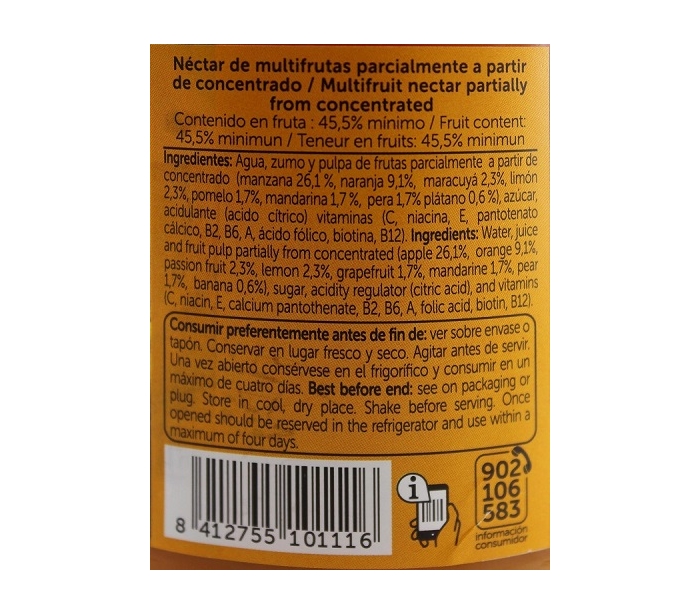 Néctar de multifrutas parcialmente a partir
de concentrado / Multifruit nectar partially
from concentrated
Contenido en fruta : 45,5% mínimo / Fruit content:
45,5% minimun / Teneur en fruits: 45,5% minimun
Ingredientes: Agua, zumo y pulpa de frutas parcialmente a partir de
concentrado (manzana 26,1 %, naranja 9,1%, maracuyá 2,3%, limón
2,3%, pomelo 1,7%, mandarina 1,7 %, pera 1,7% plátano 0,6 %), azúcar,
acidulante (ácido cítrico) vitaminas (C, niacina, E, pantotenato
cálcico, B2, B6, A, ácido fólico, biotina, B12). Ingredients: Water, juice
and fruit pulp partially from concentrated (apple 26,1%, orange 9,1%,
passion fruit 2,3%, lemon 2,3%, grapefruit 1,7%, mandarine 1,7%, pear
1,7%, banana 0,6%), sugar, acidity regulator (citric acid), and vitamins
(C, niacin, E, calcium pantothenate, B2, B6, A, folic acid, biotin, B12).
Consumir preferentemente antes de fin de: ver sobre envase o
tapón. Conservar en lugar fresco y seco. Agitar antes de servir.
Una vez abierto consérvese en el frigorífico y consumir en un
máximo de cuatro días. Best before end: see on packaging or
plug. Store in cool, dry place. Shake before serving. Once
opened should be reserved in the refrigerator and use within a
maximum of four days.
8 412755 101116
i
902
106
583
información
consumidor